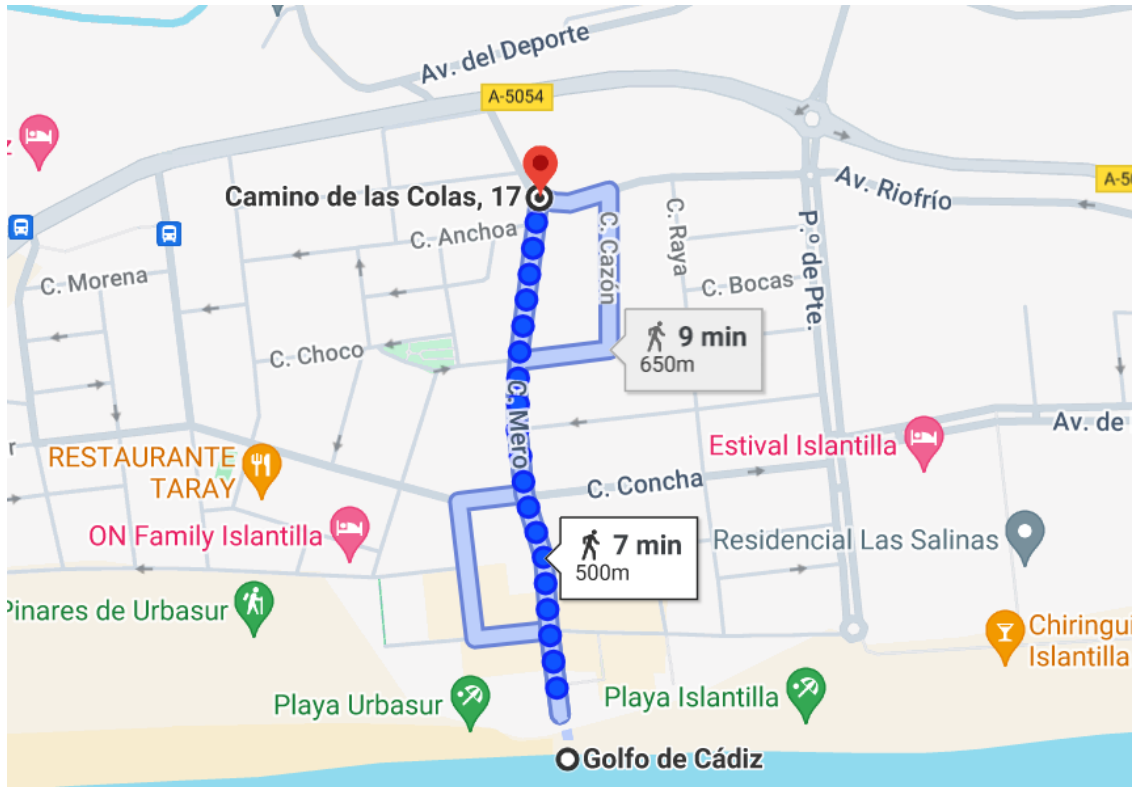 Av. del Deporte
A-5054
Z
Camino de las Colas, 17
C. Anchoa
C. Cazón
C. Raya
Av. Riofrío
P.º de Pte.
C. Morena
C. Bocas
C. Choco
9 min
650m
C. Mero
RESTAURANTE
TARAY
r
Estival Islantilla
Av. de
C. Concha
ON Family Islantilla
7 min
500m
Residencial Las Salinas
Pinares de Urbasur
Chiringui
Islantilla
Playa Urbasur
Playa Islantilla
Golfo de Cádiz